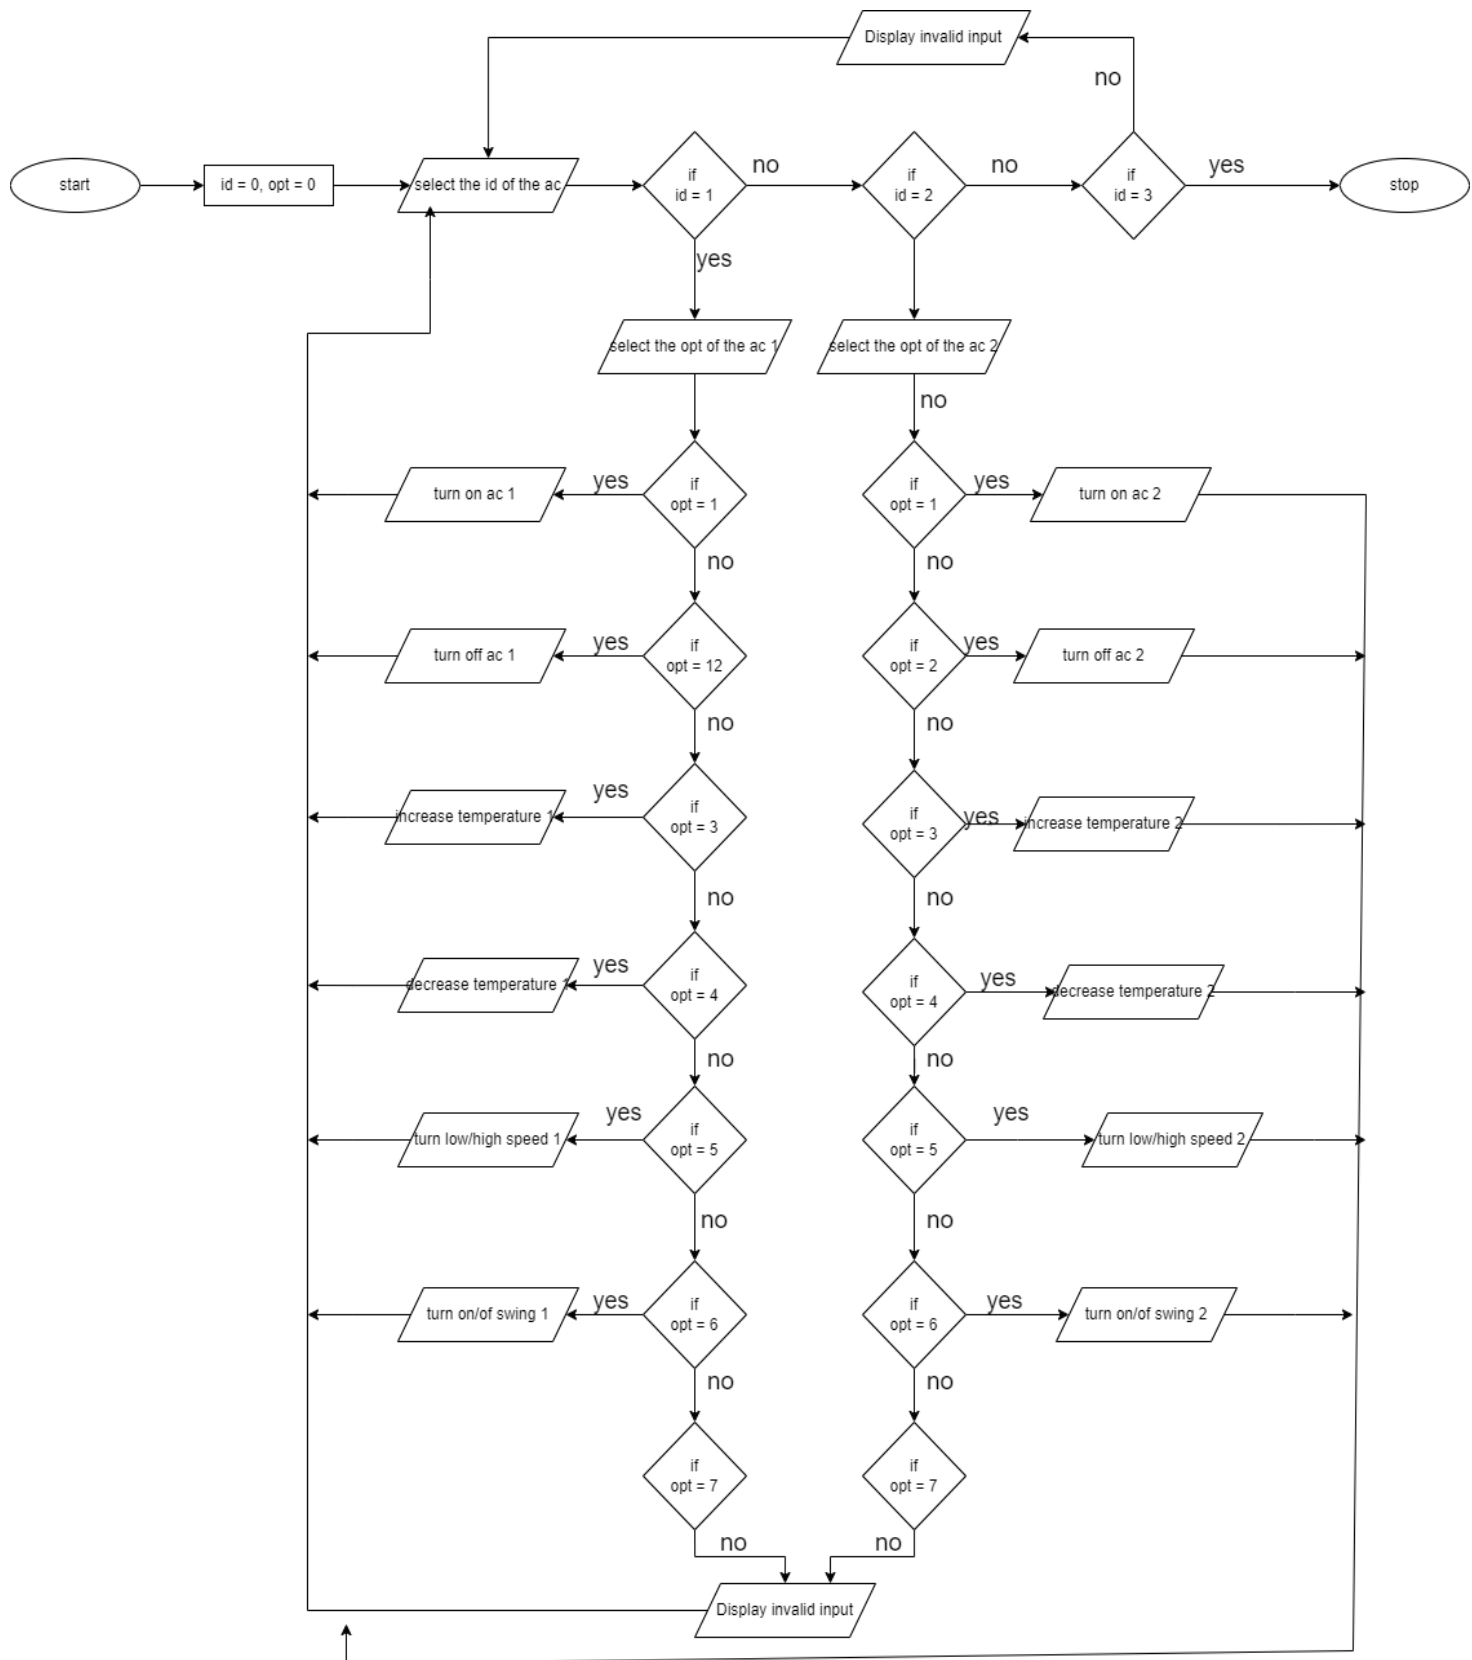 Display invalid input
no
start
id = 0, opt = 0
select the id of the ac
if
id = 1
no
if
id = 2
no
if
id = 3
yes
stop
yes
select the opt of the ac 1
select the opt of the ac 2
no
turn on ac 1
yes
if
opt = 1
if
opt = 1
yes
turn on ac 2
no
no
turn off ac 1
yes
if
opt = 12
if
opt = 2
yes
turn off ac 2
no
no
increase temperature 1
yes
if
opt = 3
if
opt = 3
yes
increase temperature 2
no
no
decrease temperature 1
yes
if
opt = 4
if
opt = 4
yes
decrease temperature 2
no
no
turn low/high speed 1
yes
if
opt = 5
if
opt = 5
yes
turn low/high speed 2
no
no
turn on/of swing 1
yes
if
opt = 6
if
opt = 6
yes
turn on/of swing 2
no
no
if
opt = 7
if
opt = 7
no
no
Display invalid input